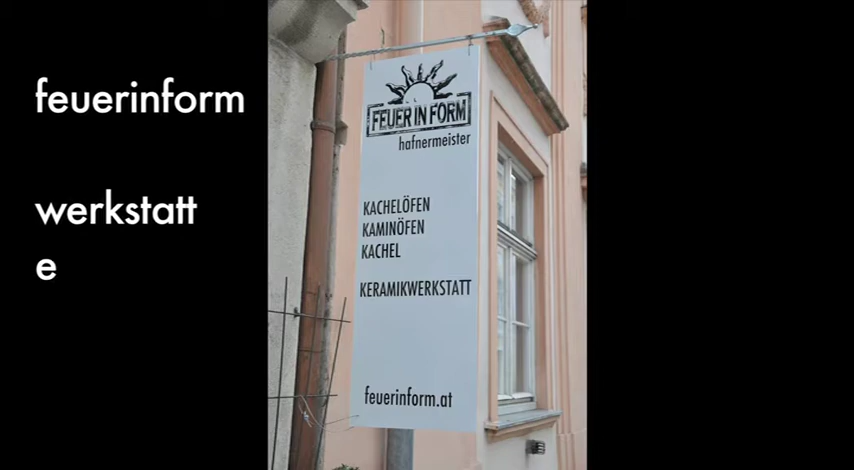 feuerinform
werkstatt
e
FEUER IN FORM
hafnermeister
KACHELÖFEN
KAMINÖFEN
KACHEL
KERAMIKWERKSTATT
feuerinform.at